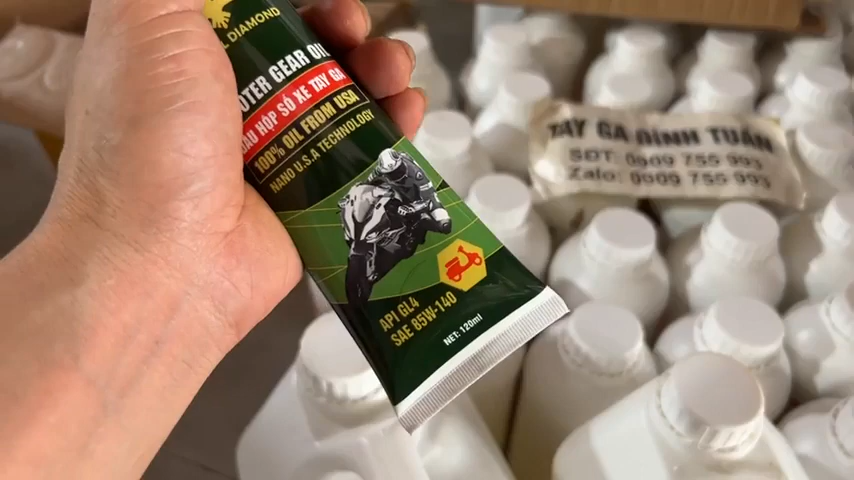 L DIAMOND
OTER GEAR OIL
DẦU HỘP SỐ XE TAY GA
100% OIL FROM USA
NANO U.S.A TECHNOLOGY
API GL4
SAE 85W-140
NET: 120ml
TAY GA ĐÌNH TUẤN
SĐT: 0909 755 993
Zalo: 0909 755 993